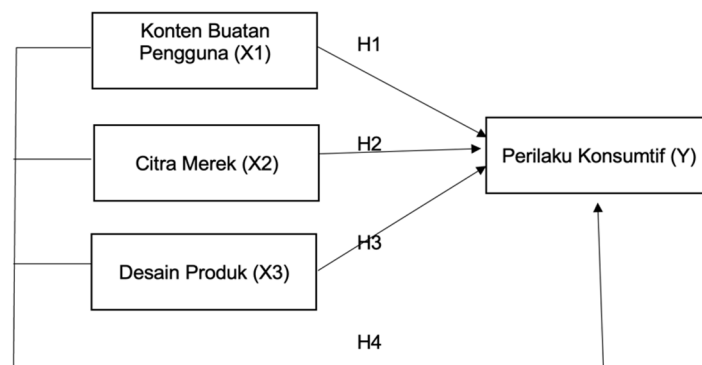 Konten Buatan
Pengguna (X1)
H1
H2
Citra Merek (X2)
Perilaku Konsumtif (Y)
H3
Desain Produk (X3)
H4